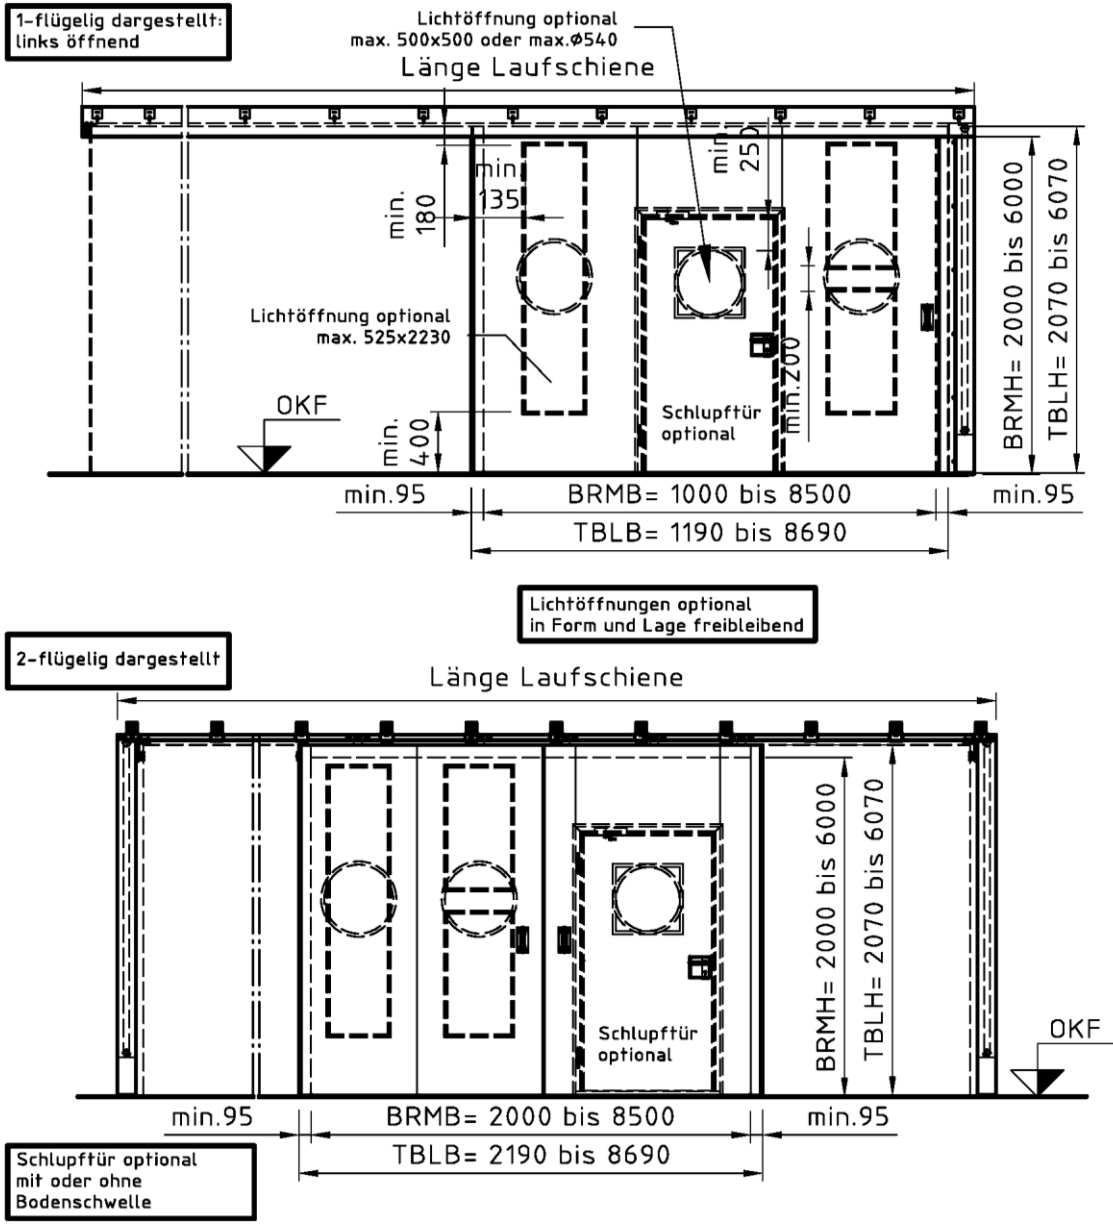 1-flügelig dargestellt:
links öffnend
Lichtöffnung optional
max. 500x500 oder max.ø540
Länge Laufschiene
min.
250
min.
135
min.
180
Lichtöffnung optional
max. 525x2230
OKF
min.
400
min.200
Schlupftür
optional
BRMH= 2000 bis 6000
TBLH= 2070 bis 6070
min.95
BRMB= 1000 bis 8500
min.95
TBLB= 1190 bis 8690
Lichtöffnungen optional
in Form und Lage freibleibend
2-flügelig dargestellt
Länge Laufschiene
BRMH= 2000 bis 6000
TBLH= 2070 bis 6070
Schlupftür
optional
OKF
min.95
BRMB= 2000 bis 8500
min.95
TBLB= 2190 bis 8690
Schlupftür optional
mit oder ohne
Bodenschwelle